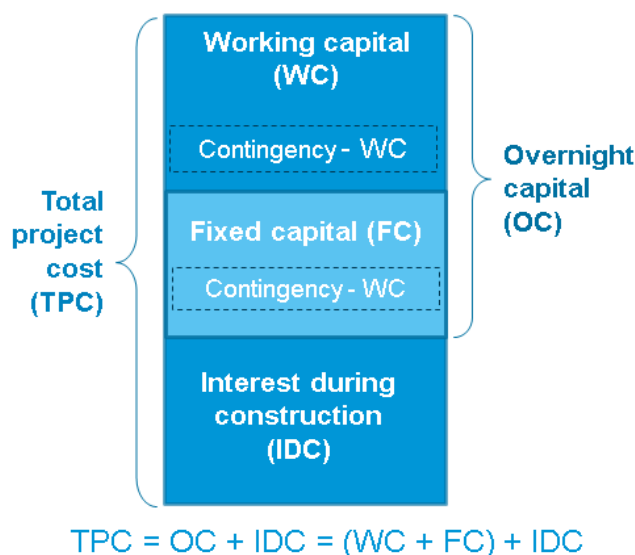 Working capital
(WC)
Contingency - WC
Fixed capital (FC)
Contingency - WC
Interest during
construction
(IDC)
Total
project
cost
(TPC)
Overnight
capital
(OC)
TPC = OC + IDC = (WC + FC) + IDC